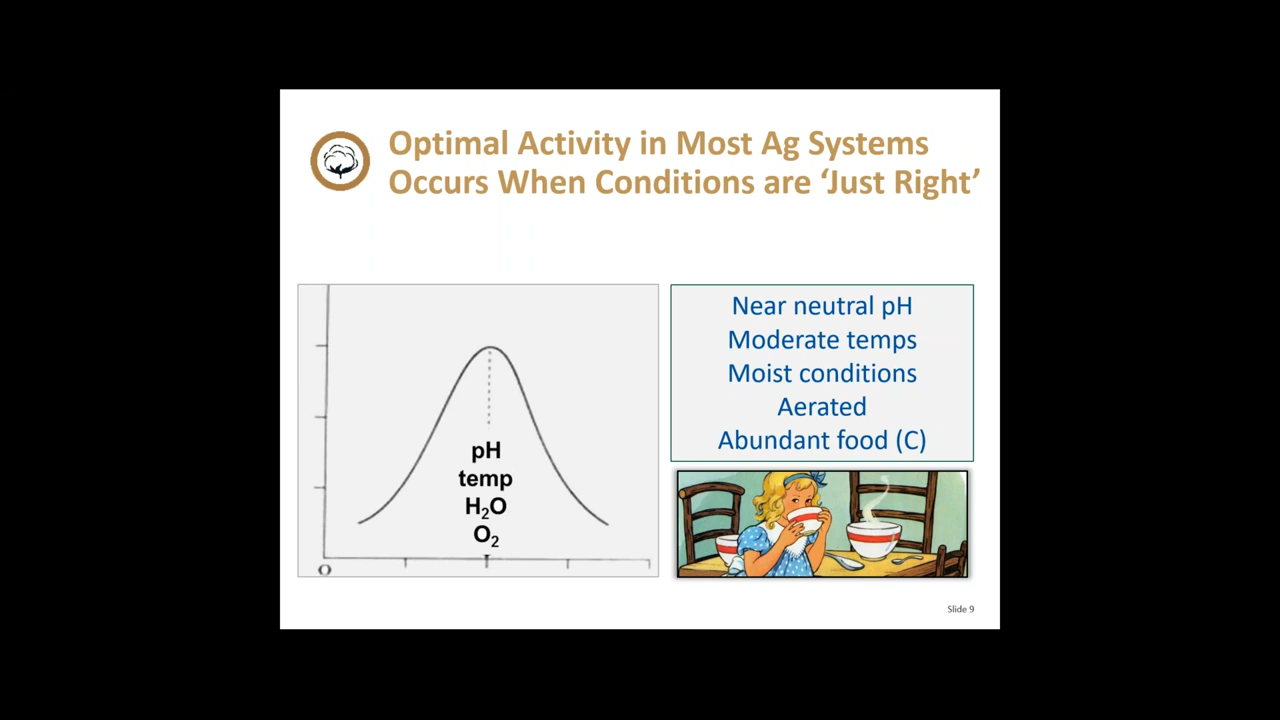 Optimal Activity in Most Ag Systems
Occurs When Conditions are ‘Just Right’
pH
temp
H₂O
O₂
O
Near neutral pH
Moderate temps
Moist conditions
Aerated
Abundant food (C)
Slide 9